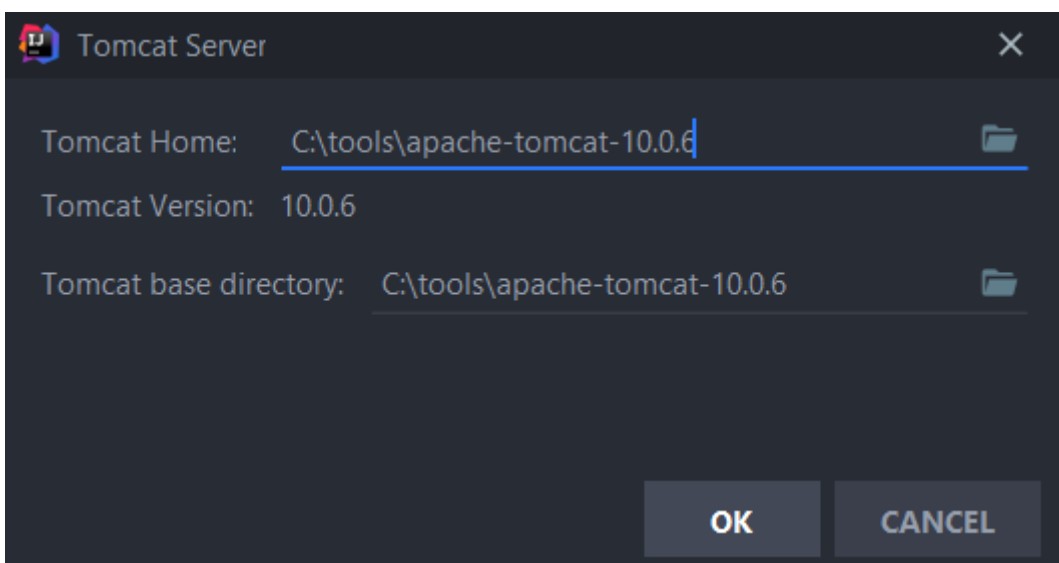 Tomcat Server
Tomcat Home: C:\tools\apache-tomcat-10.0.6
Tomcat Version: 10.0.6
Tomcat base directory: C:\tools\apache-tomcat-10.0.6
OK CANCEL